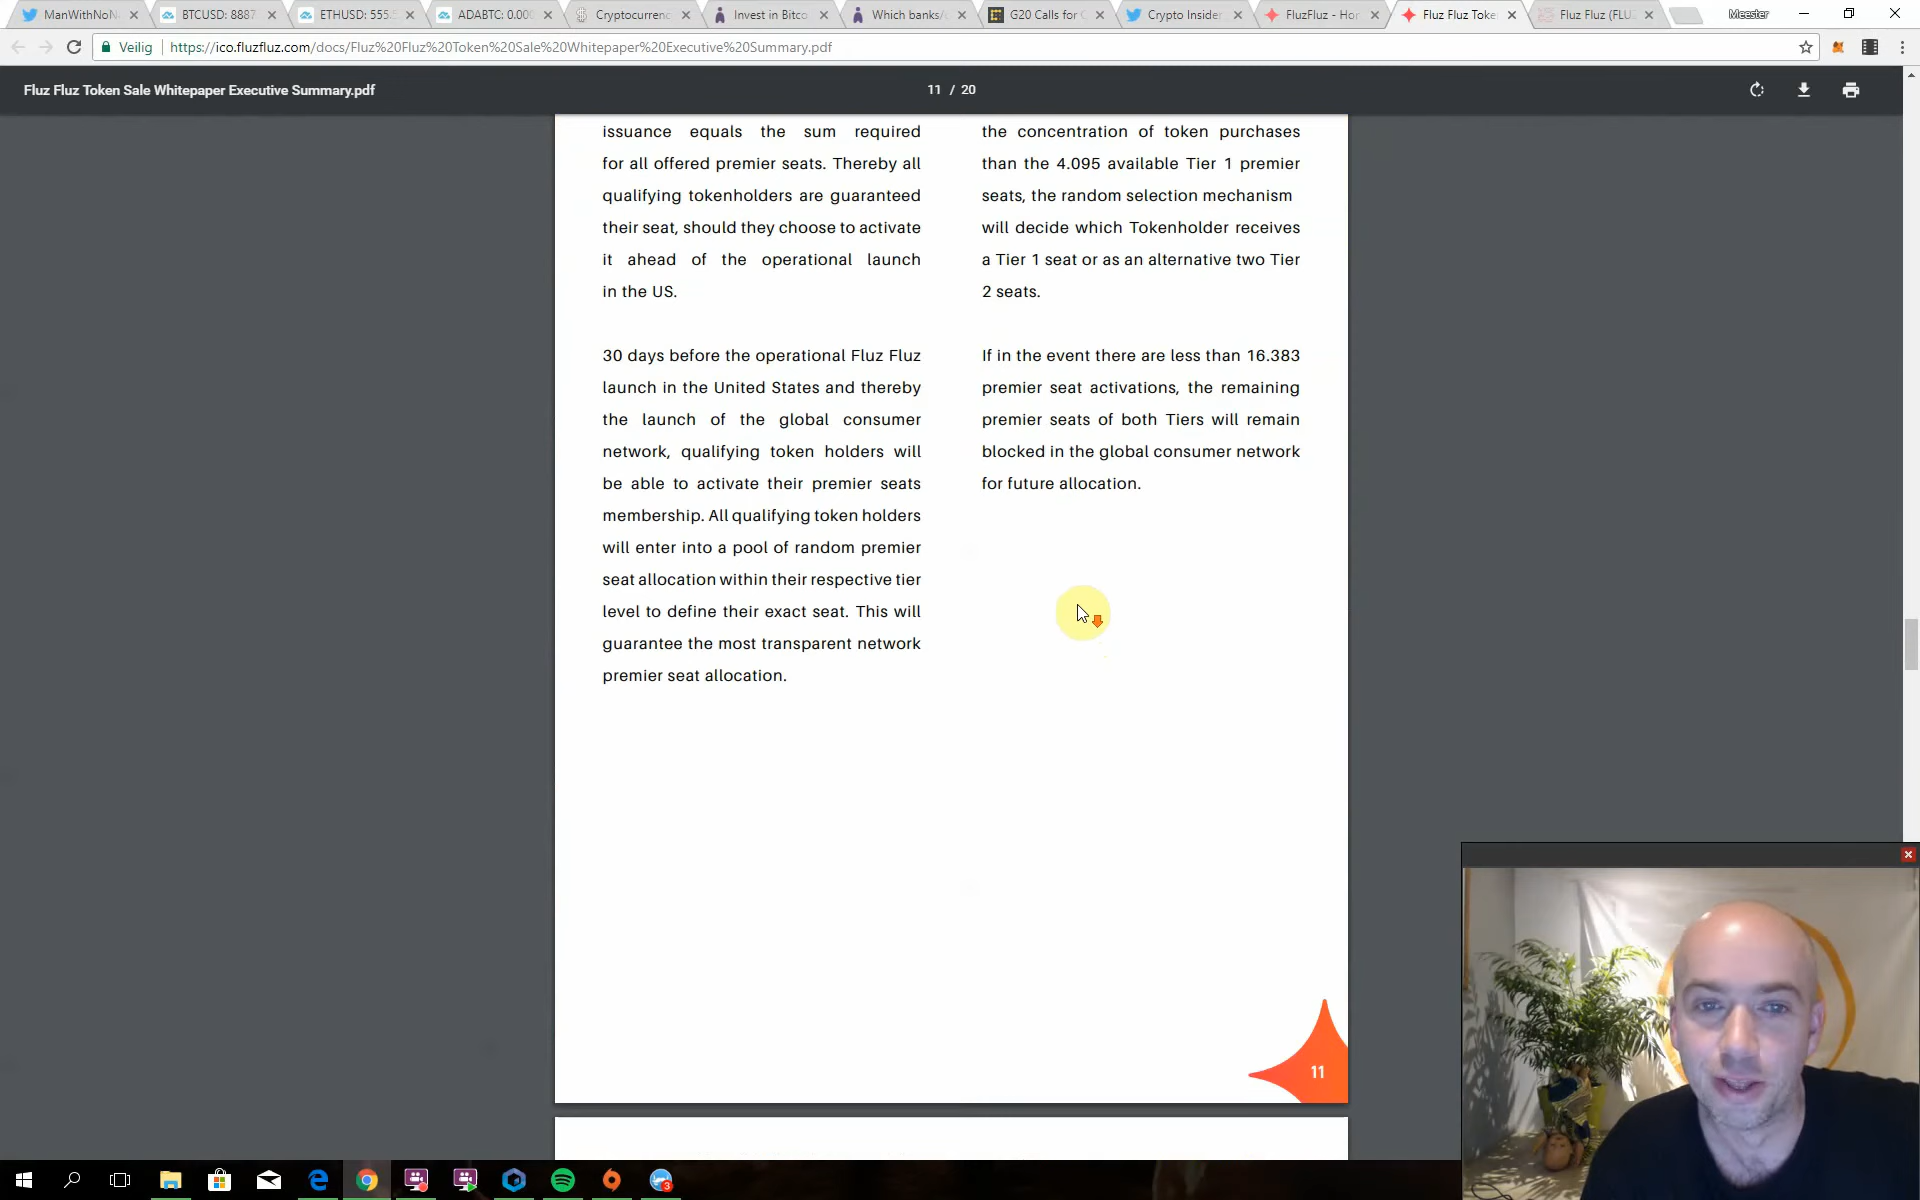 ManWithNoN
BTCUSD: 8887
ETHUSD: 555.5
ADABTC: 0.000
Cryptocurrenc
Invest in Bitco
Which banks/
G20 Calls for
Crypto Insider
FluzFluz - Hom
Fluz Fluz Toke
Fluz Fluz (FLU
Meester
Veilig
https://ico.fluzfluz.com/docs/Fluz%20Fluz%20Token%20Sale%20Whitepaper%20Executive%20Summary.pdf
Fluz Fluz Token Sale Whitepaper Executive Summary.pdf
11 / 20
issuance equals the sum required
for all offered premier seats. Thereby all
qualifying tokenholders are guaranteed
their seat, should they choose to activate
it ahead of the operational launch
in the US.
30 days before the operational Fluz Fluz
launch in the United States and thereby
the launch of the global consumer
network, qualifying token holders will
be able to activate their premier seats
membership. All qualifying token holders
will enter into a pool of random premier
seat allocation within their respective tier
level to define their exact seat. This will
guarantee the most transparent network
premier seat allocation.
the concentration of token purchases
than the 4.095 available Tier 1 premier
seats, the random selection mechanism
will decide which Tokenholder receives
a Tier 1 seat or as an alternative two Tier
2 seats.
If in the event there are less than 16.383
premier seat activations, the remaining
premier seats of both Tiers will remain
blocked in the global consumer network
for future allocation.
11
3